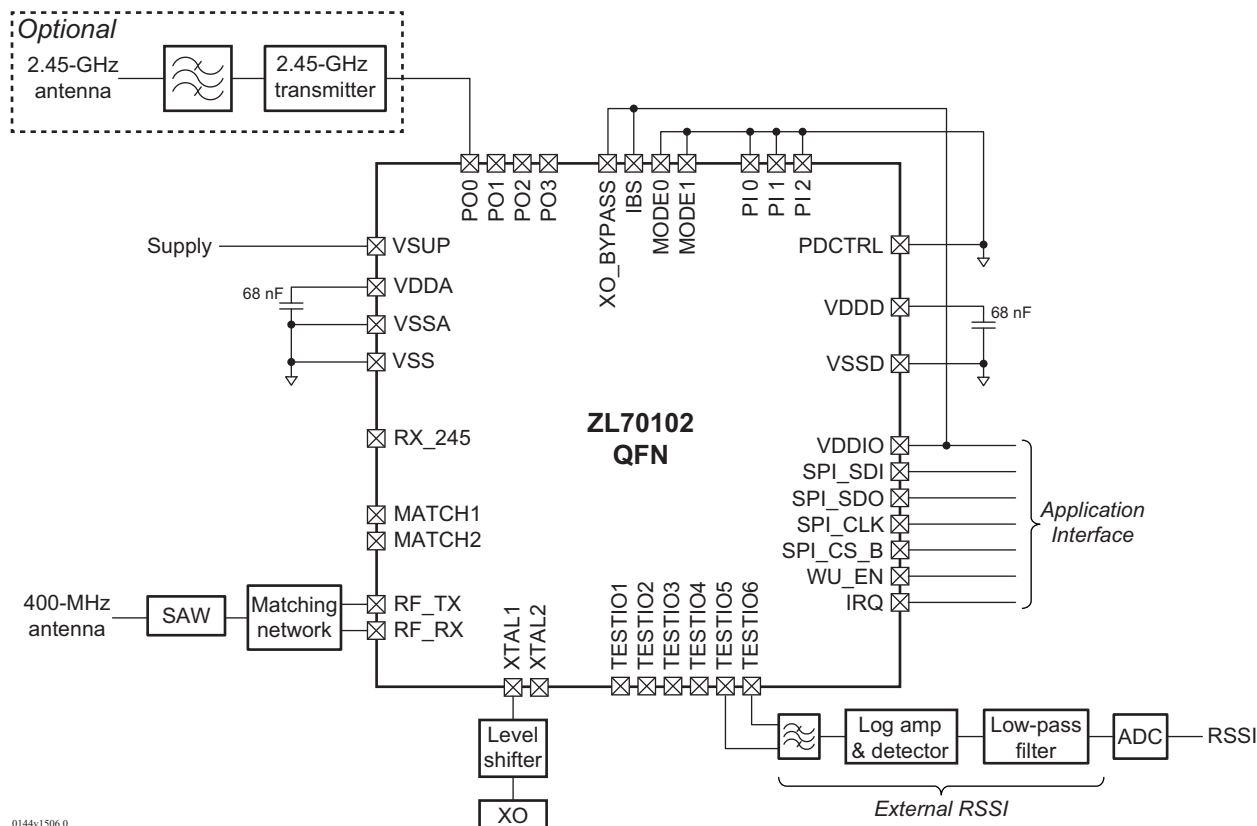 Optional
2.45-GHz
antenna
2.45-GHz
transmitter
PO0
PO1
PO2
PO3
XO_BYPASS
IBS
MODE0
MODE1
PI 0
PI 1
PI 2
Supply
VSUP
VDDA
68 nF
VSSA
VSS
RX_245
MATCH1
MATCH2
400-MHz
antenna
SAW
Matching
network
RF_TX
RF_RX
ZL70102
QFN
PDCTRL
VDDD
68 nF
VSSD
VDDIO
SPI_SDI
SPI_SDO
SPI_CLK
SPI_CS_B
WU_EN
IRQ
Application
Interface
XTAL1
XTAL2
TESTIO1
TESTIO2
TESTIO3
TESTIO4
TESTIO5
TESTIO6
Level
shifter
XO
Log amp
& detector
Low-pass
filter
ADC
RSSI
External RSSI
0144v1506.0